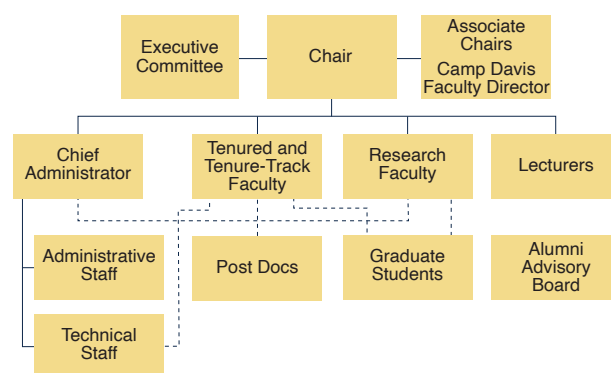 Executive
Committee
Chair
Associate
Chairs
Camp Davis
Faculty Director
Chief
Administrator
Tenured and
Tenure-Track
Faculty
Research
Faculty
Lecturers
Administrative
Staff
Post Docs
Graduate
Students
Alumni
Advisory
Board
Technical
Staff